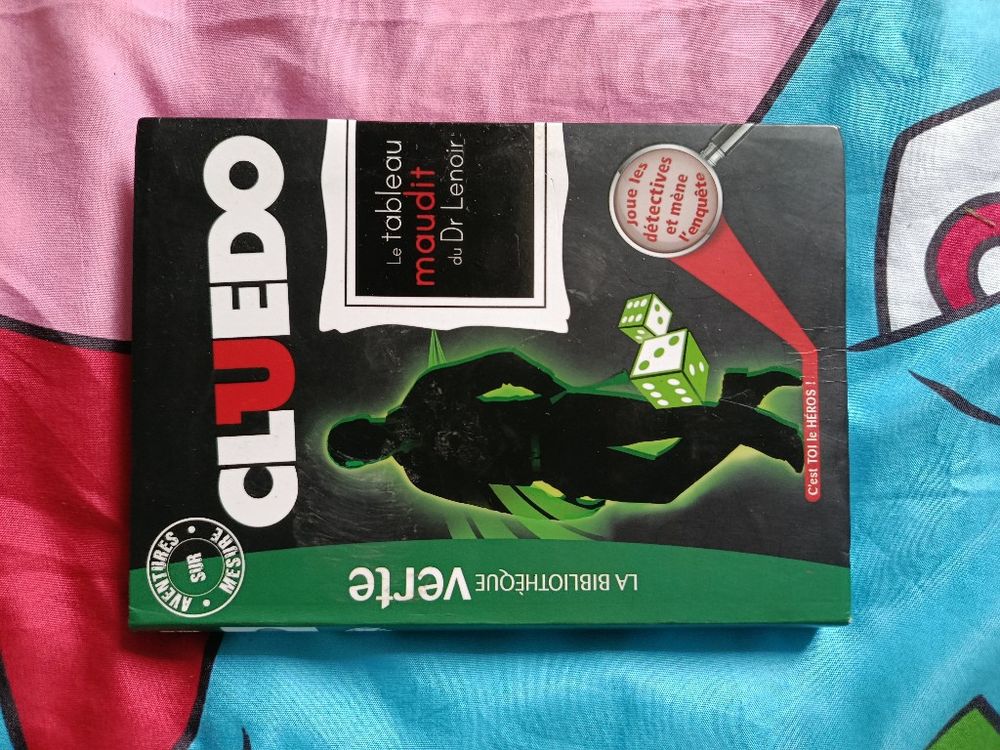 AVENTURES
SUR
MESURE
CLUEDO
Le tableau
maudit
du Dr Lenoir
joue les
détectives
et mène
l'enquête
C'est TOI le HÉROS !
LA BIBLIOTHÈQUE
verte